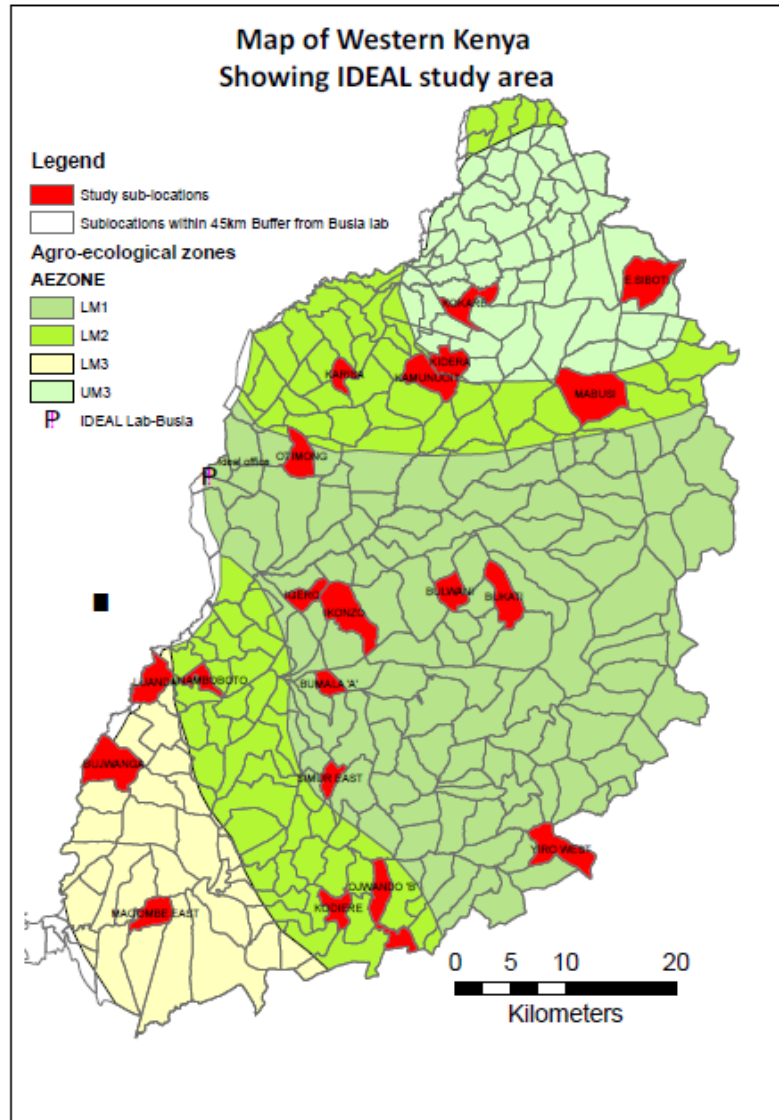 Map of Western Kenya
Showing IDEAL study area
Legend
Study sub-locations
Sublocations within 45km Buffer from Busia lab
Agro-ecological zones
AEZONE
LM1
LM2
LM3
UM3
IDEAL Lab-Busia
E.SIBOTI
KOKARE
KIDERA
KARISA
KAMUNUOIT
MABUSI
OTIMONG
Ideal office
IGERO
IKONZO
BULWANI
BUKATI
LUANDA
NAMBOBOTO
BUMALA 'A'
BUJWANGA
SIMUR EAST
YIRO WEST
OJWANDO 'B'
KODIERE
MAGOMBE EAST
0 5 10 20
Kilometers